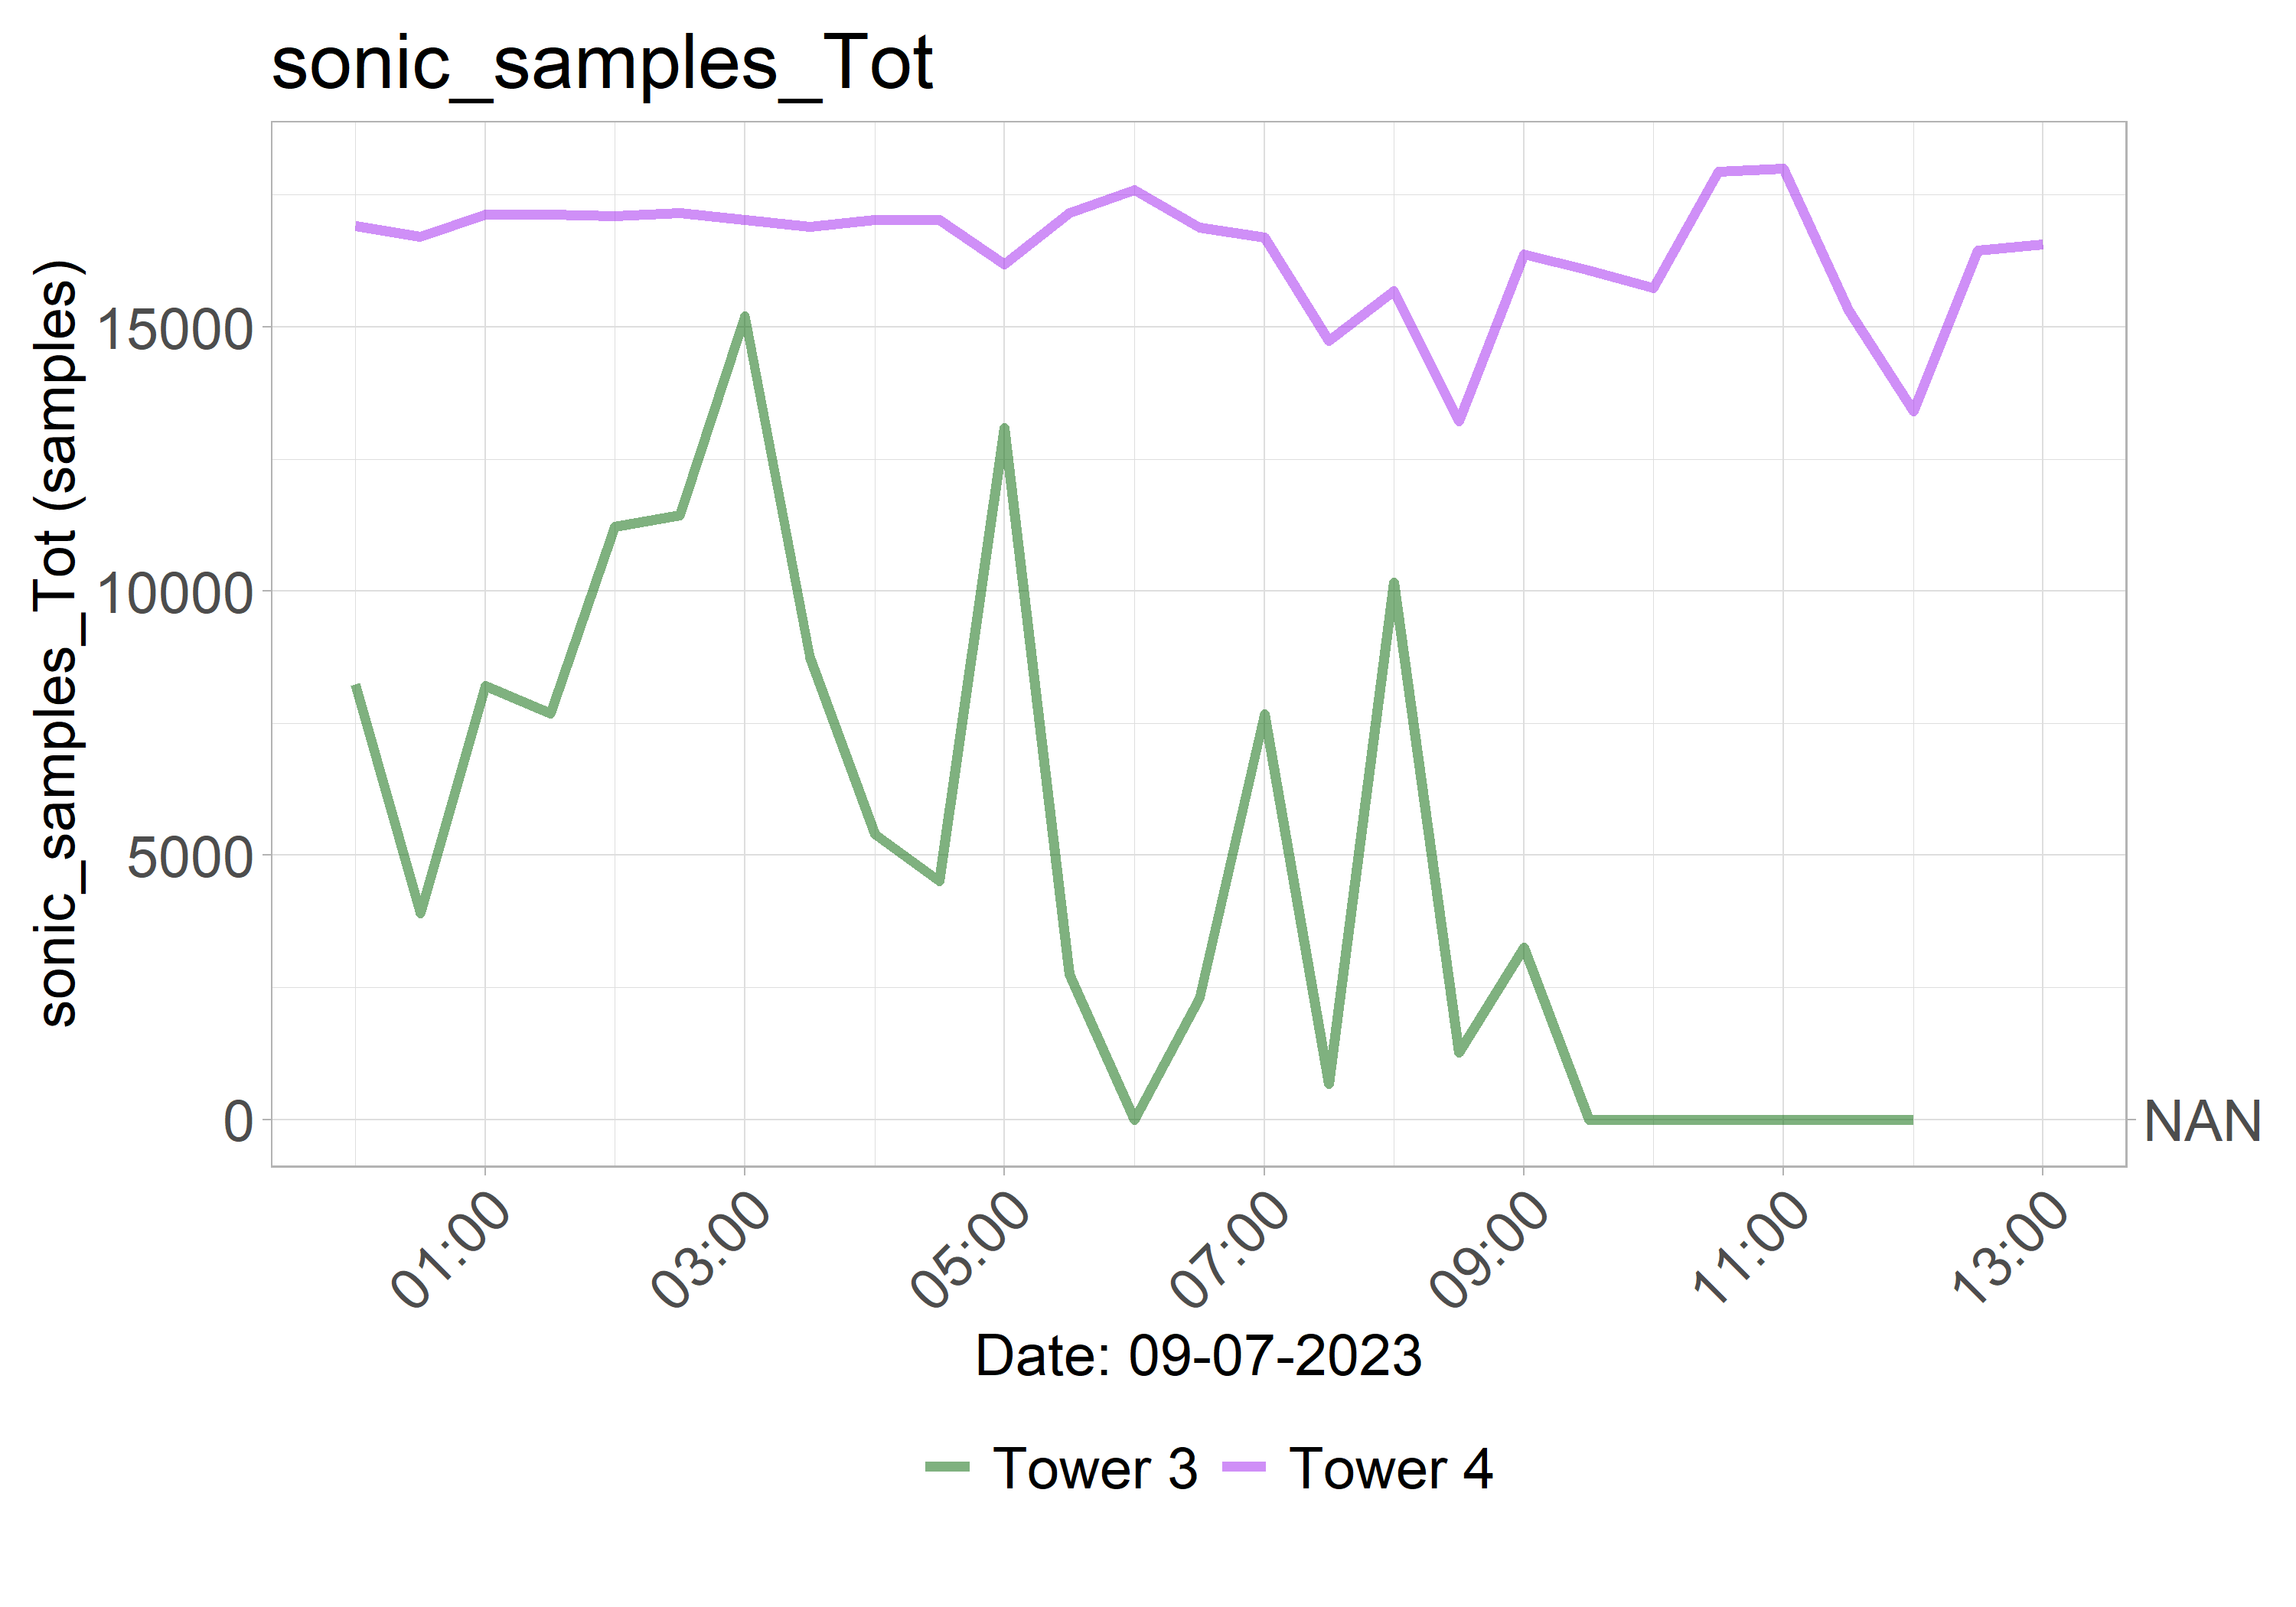 sonic_samples_Tot
sonic_samples_Tot (samples)
15000
10000
5000
0
NAN
01:00
03:00
05:00
07:00
09:00
11:00
13:00
Date: 09-07-2023
Tower 3
Tower 4